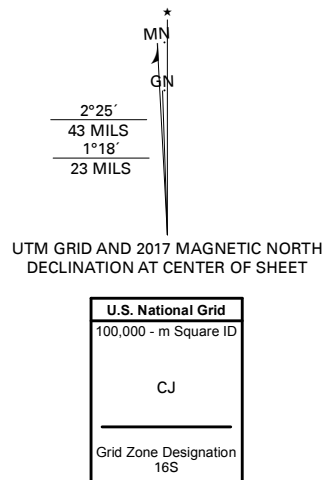 ★
MN
GN
2°25´
43 MILS
1°18´
23 MILS
UTM GRID AND 2017 MAGNETIC NORTH
DECLINATION AT CENTER OF SHEET
U.S. National Grid
100,000 - m Square ID
CJ
Grid Zone Designation
16S